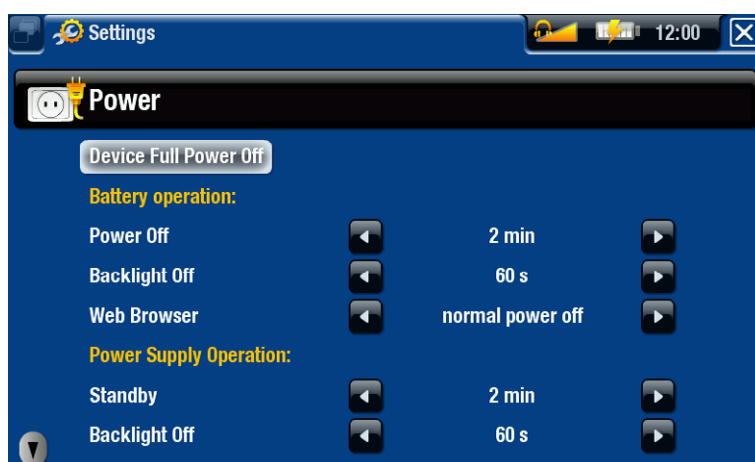 Settings 12:00
Power
Device Full Power Off
Battery operation:
Power Off 2 min
Backlight Off 60 s
Web Browser normal power off
Power Supply Operation:
Standby 2 min
Backlight Off 60 s